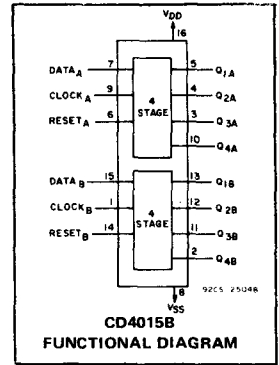 VDD
16
DATAA 7 5 Q1A
CLOCKA 9 4 Q2A
RESETA 6 4 STAGE 3 Q3A
10 Q4A
DATAB 15 13 Q1B
CLOCKB 1 12 Q2B
RESETB 14 4 STAGE 11 Q3B
2 Q4B
8
VSS
92CS 25048
CD4015B
FUNCTIONAL DIAGRAM